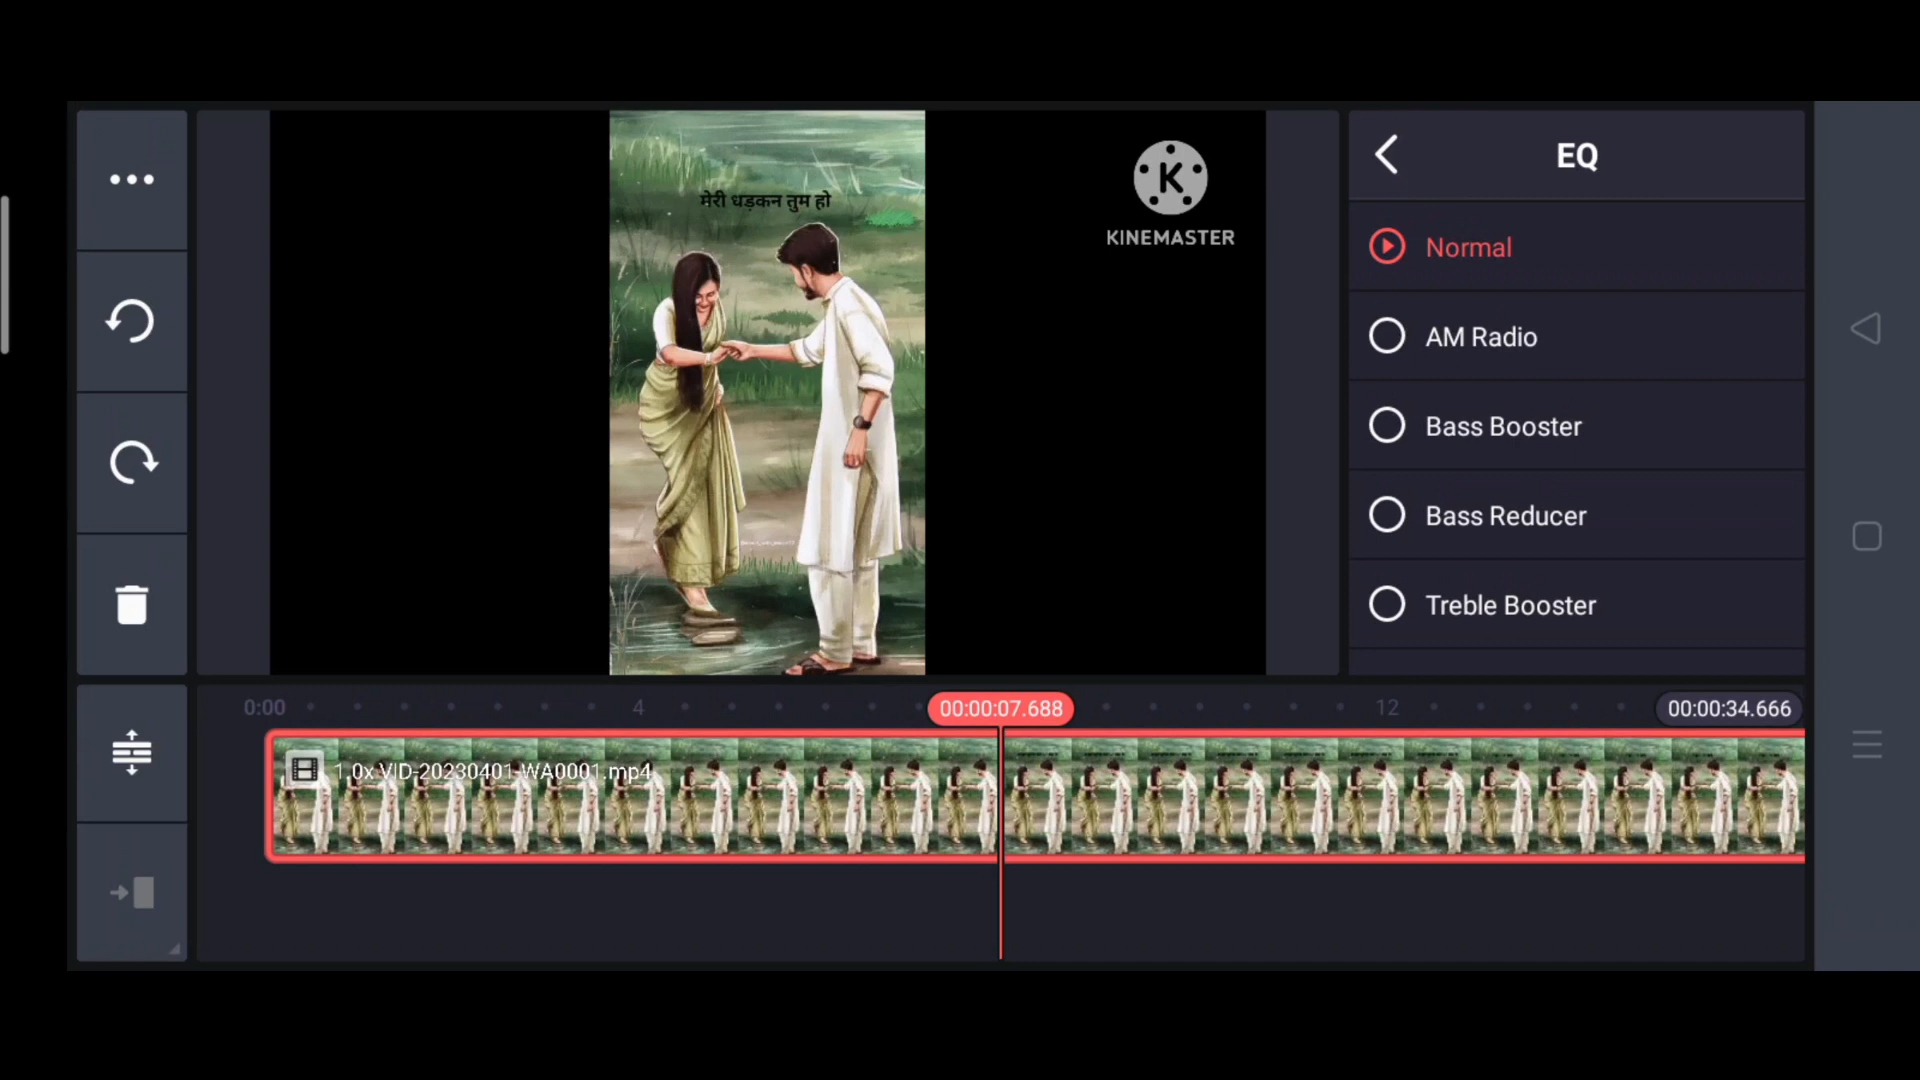 EQ
मेरी धड़कन तुम हो
K
KINEMASTER
Normal
AM Radio
Bass Booster
Bass Reducer
Treble Booster
0:00
4
00:00:07.688
12
00:00:34.666
1.0x VID-20230401-WA0001.mp4